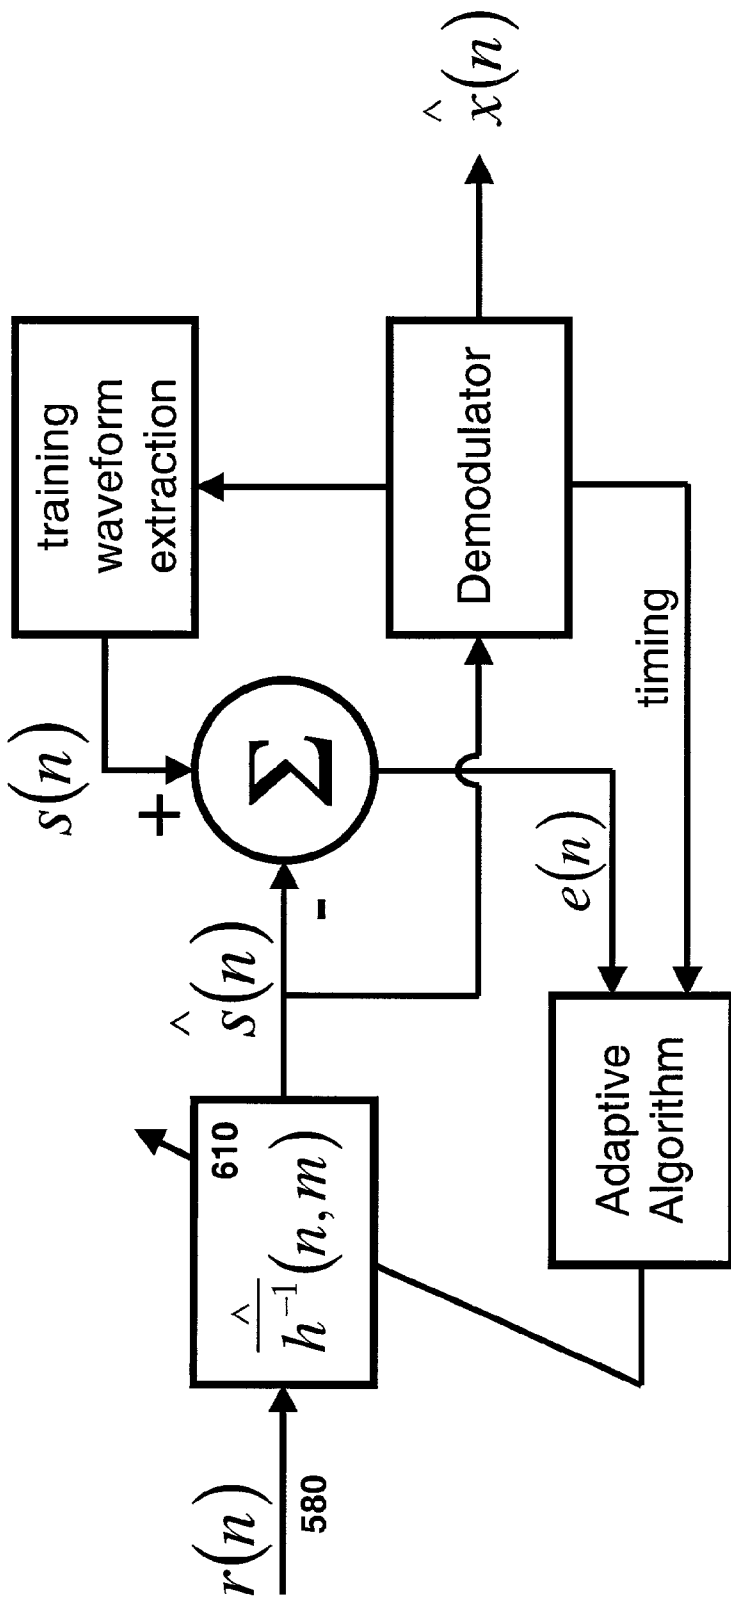 r(n)
580
610
ĥ⁻¹(n,m)
ŝ(n)
-
s(n)
+
Σ
training
waveform
extraction
Demodulator
x̂(n)
e(n)
timing
Adaptive
Algorithm